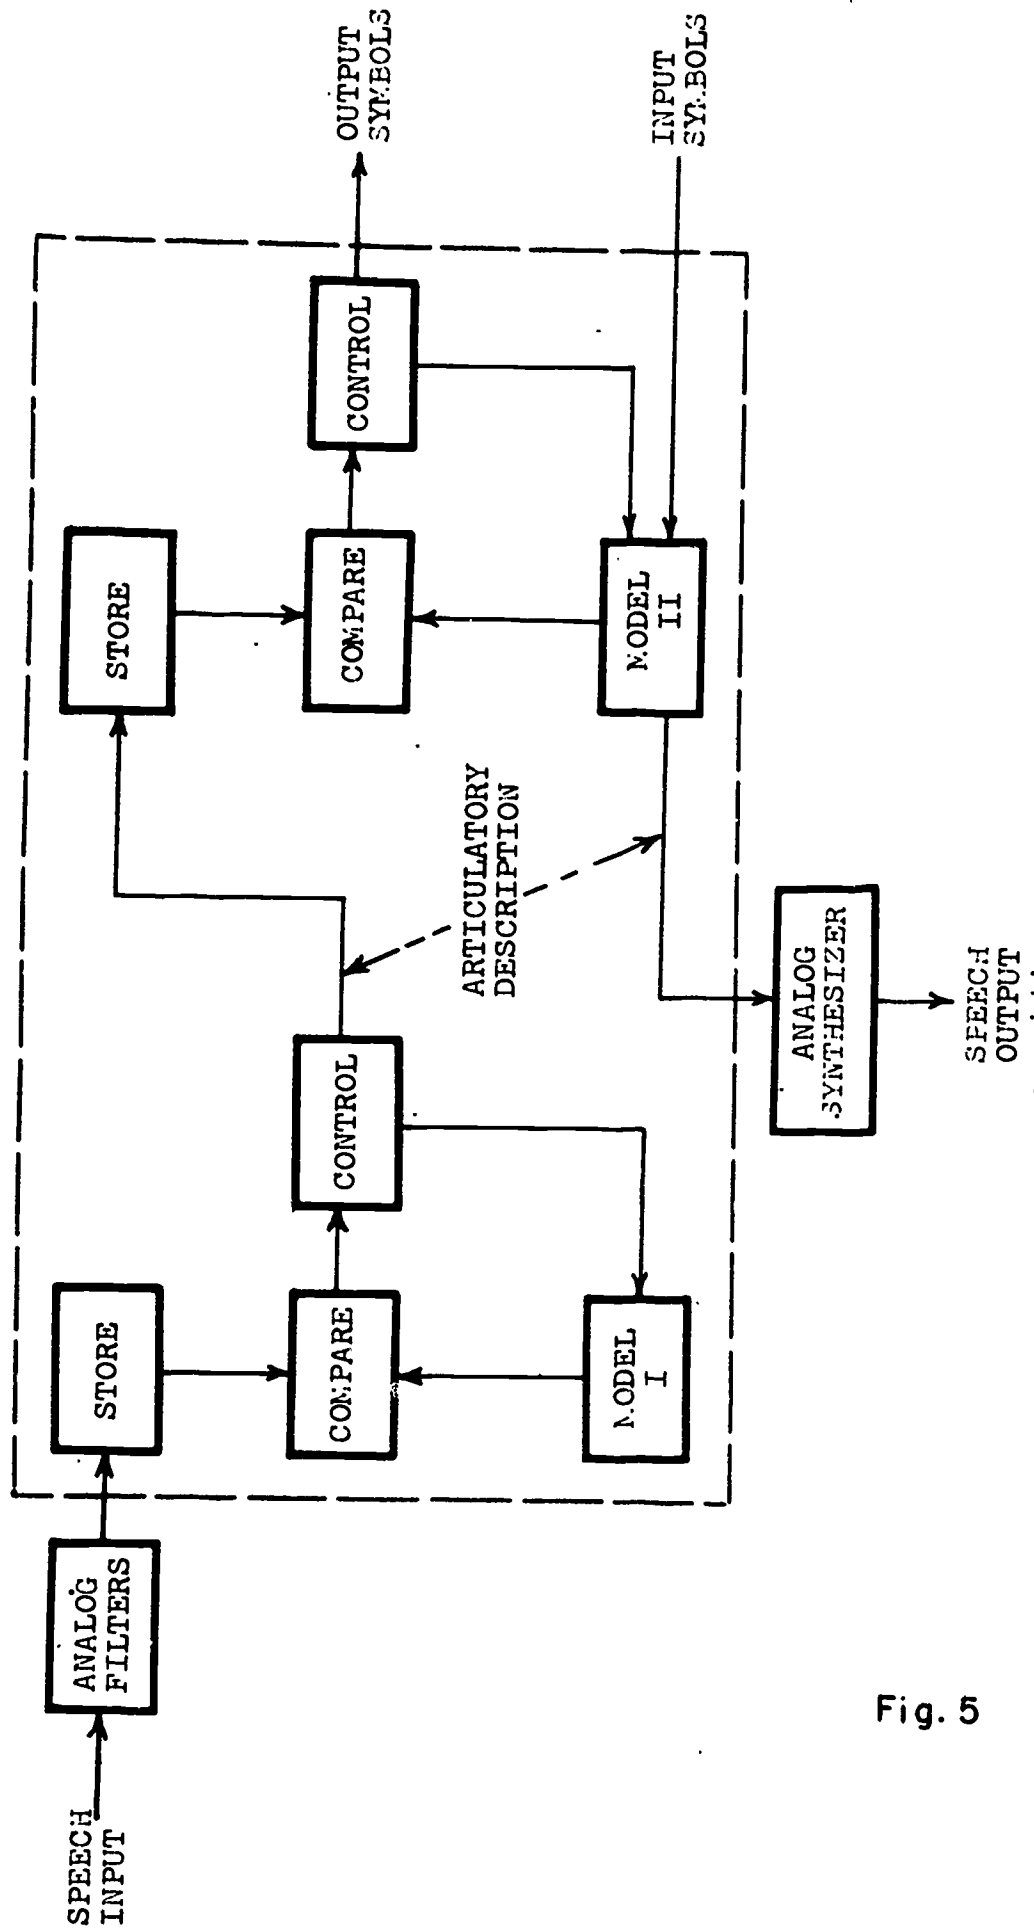 SPEECH
INPUT
ANALOG
FILTERS
STORE
COMPARE
MODEL
I
CONTROL
ARTICULATORY
DESCRIPTION
STORE
COMPARE
MODEL
II
CONTROL
OUTPUT
SYMBOLS
INPUT
SYMBOLS
ANALOG
SYNTHESIZER
SPEECH
OUTPUT
Fig. 5